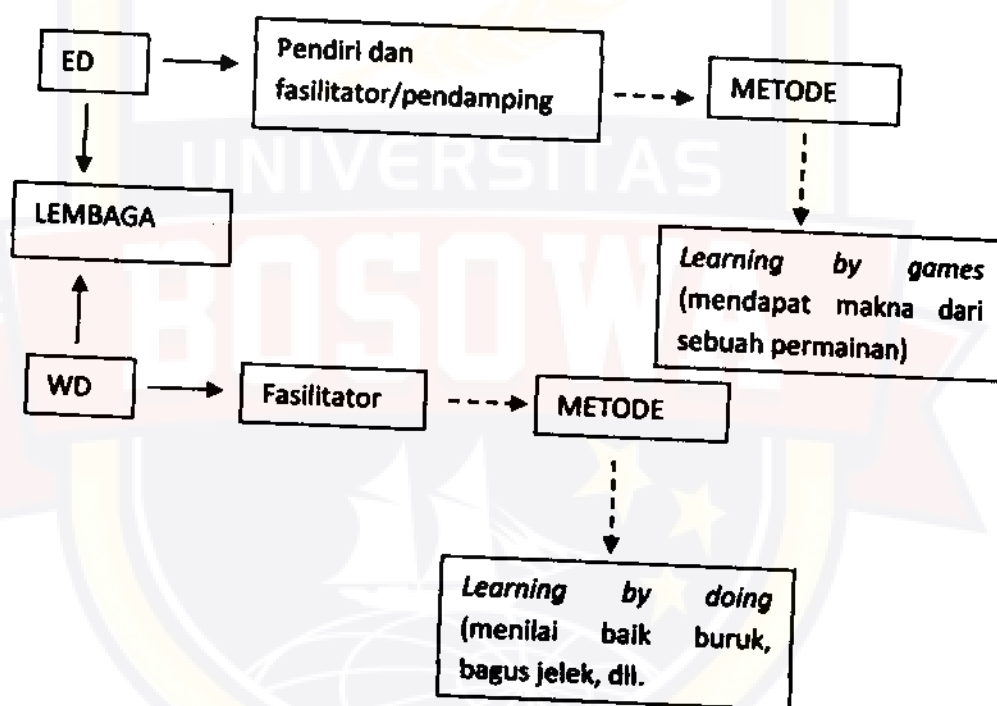 ED
Pendiri dan
fasilitator/pendamping
METODE
UNIVERSITAS
LEMBAGA
BOSOWA
Learning by games
(mendapat makna dari
sebuah permainan)
WD
Fasilitator
METODE
Learning by doing
(menilai baik buruk,
bagus jelek, dll.